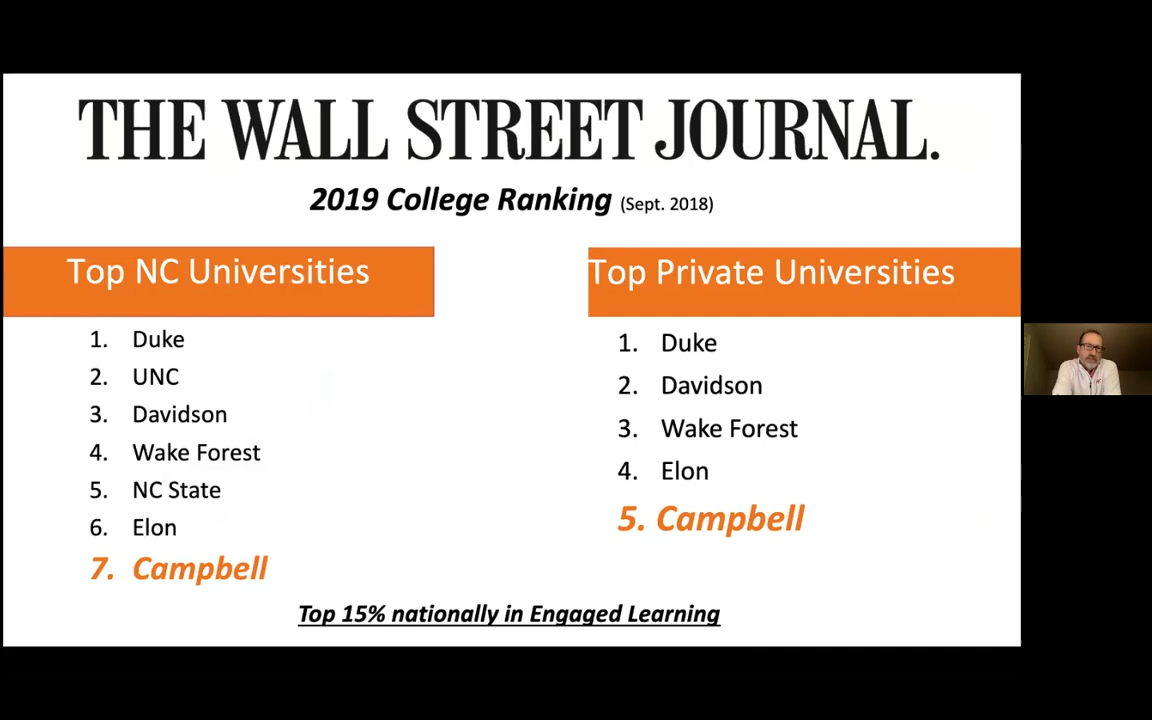 THE WALL STREET JOURNAL.
2019 College Ranking (Sept. 2018)
Top NC Universities
1. Duke
2. UNC
3. Davidson
4. Wake Forest
5. NC State
6. Elon
7. Campbell
Top Private Universities
1. Duke
2. Davidson
3. Wake Forest
4. Elon
5. Campbell
Top 15% nationally in Engaged Learning